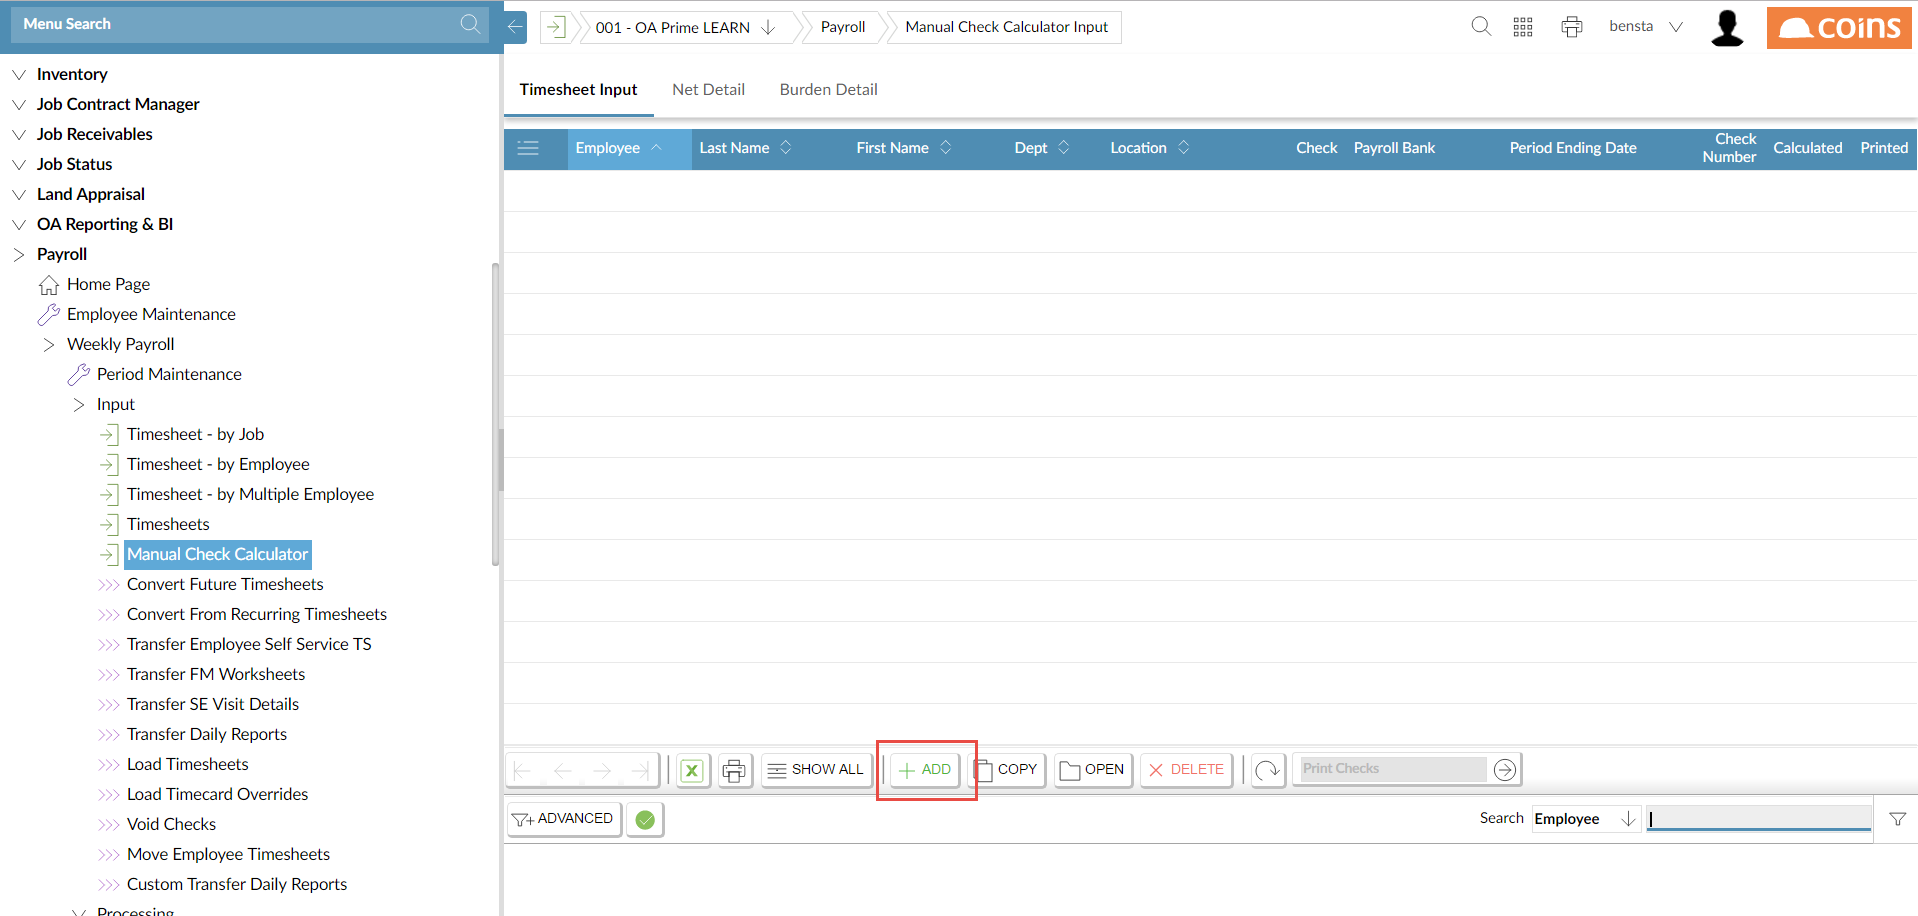 Menu Search
Inventory
Job Contract Manager
Job Receivables
Job Status
Land Appraisal
OA Reporting & BI
Payroll
Home Page
Employee Maintenance
Weekly Payroll
Period Maintenance
Input
Timesheet - by Job
Timesheet - by Employee
Timesheet - by Multiple Employee
Timesheets
Manual Check Calculator
Convert Future Timesheets
Convert From Recurring Timesheets
Transfer Employee Self Service TS
Transfer FM Worksheets
Transfer SE Visit Details
Transfer Daily Reports
Load Timesheets
Load Timecard Overrides
Void Checks
Move Employee Timesheets
Custom Transfer Daily Reports
Processing
001 - OA Prime LEARN Payroll Manual Check Calculator Input bensta coins
Timesheet Input Net Detail Burden Detail
Employee Last Name First Name Dept Location Check Payroll Bank Period Ending Date Check Number Calculated Printed
SHOW ALL ADD COPY OPEN DELETE Print Checks
ADVANCED Search Employee